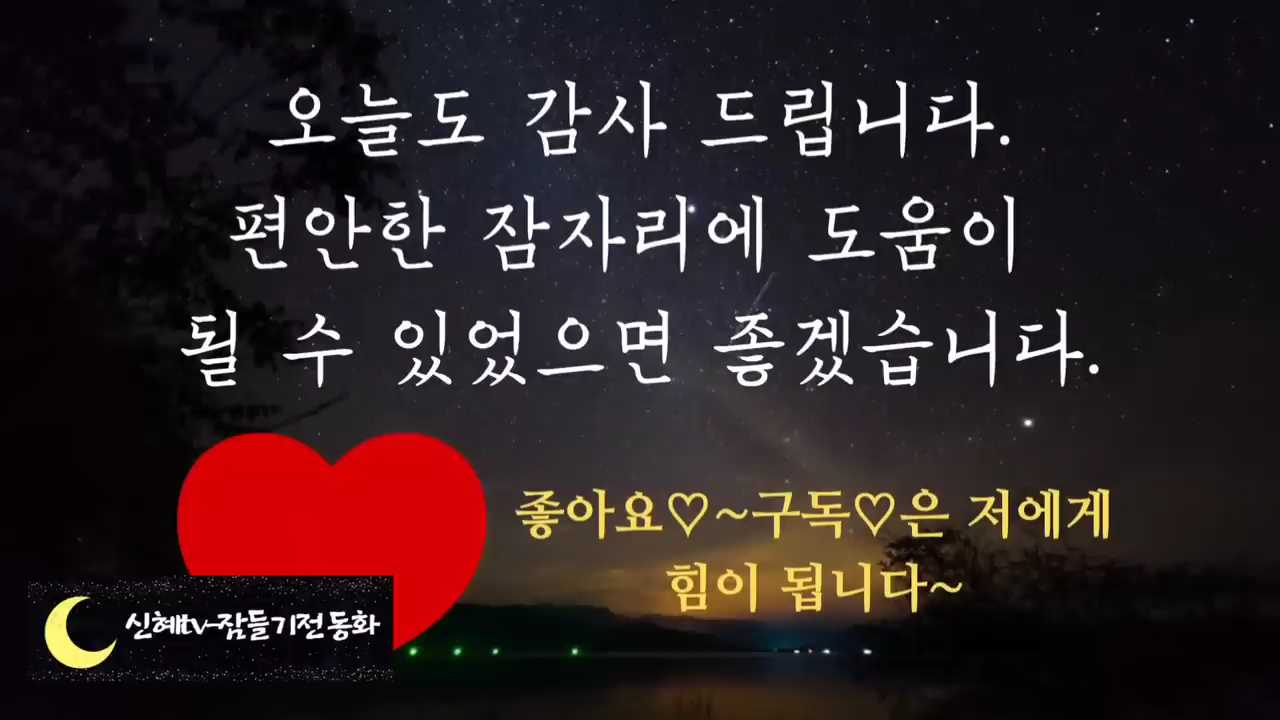 오늘도 감사 드립니다.
편안한 잠자리에 도움이
될 수 있었으면 좋겠습니다.
좋아요♡~구독♡은 저에게
힘이 됩니다~
신혜tv-잠들기전동화